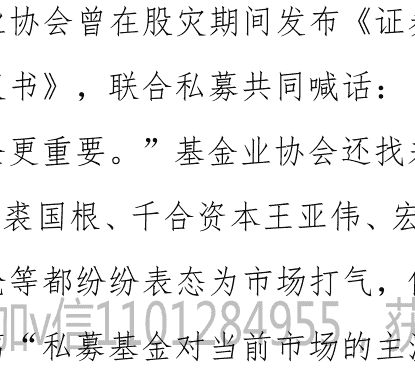 协会曾在股灾期间发布《证
书》，联合私募共同喊话：
更重要。”基金业协会还找
裘国根、千合资本王亚伟、宏
等都纷纷表态为市场打气，
加v信1101284955，获
“私募基金对当前市场的主